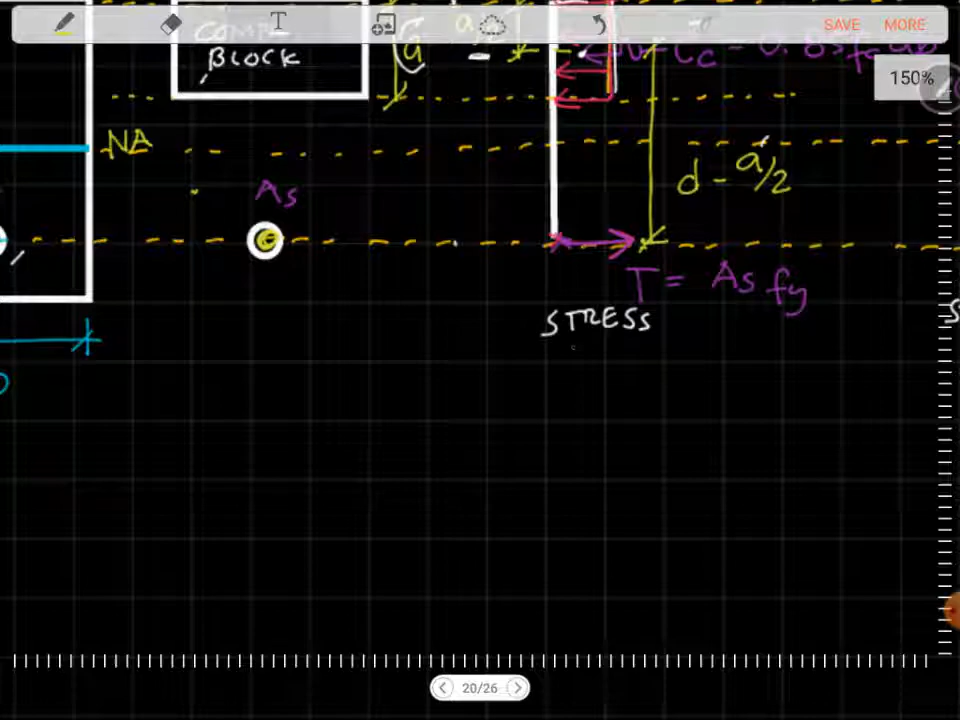 SAVE MORE
BLOCK
a
150%
NA
d - a/2
As
T = As fy
STRESS
20/26